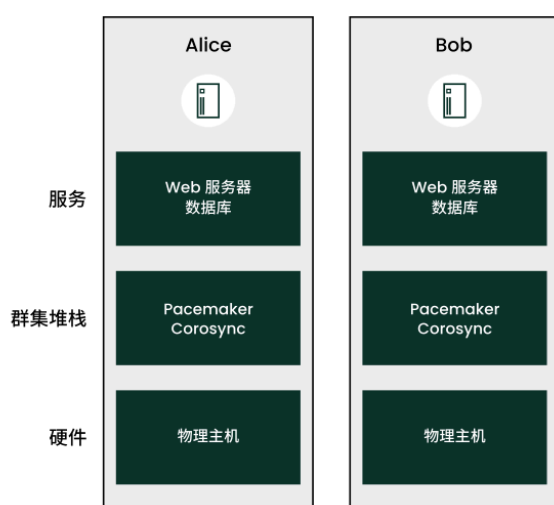 Alice
Bob
服务
Web 服务器
数据库
Web 服务器
数据库
群集堆栈
Pacemaker
Corosync
Pacemaker
Corosync
硬件
物理主机
物理主机